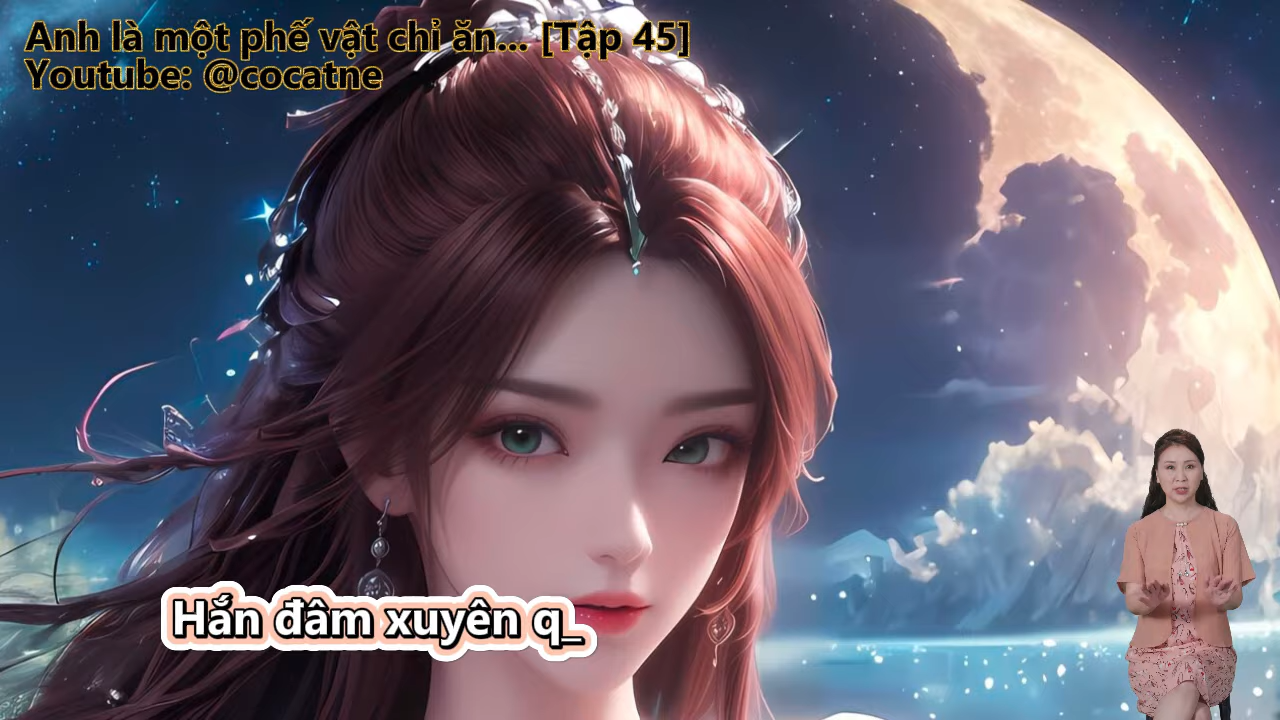 Anh là một phế vật chỉ ăn... [Tập 45]
Youtube: @cocatne
Hắn đâm xuyên q_